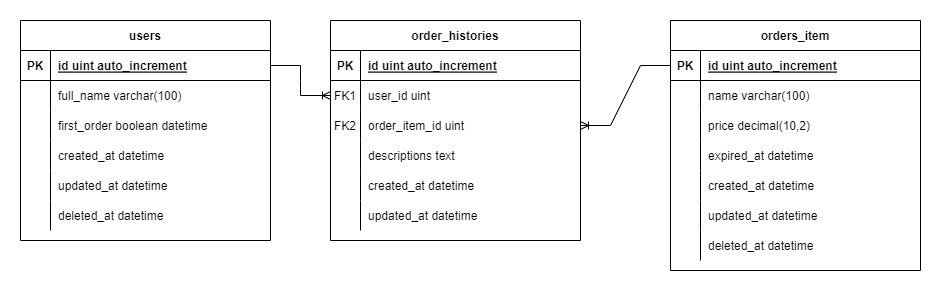 users
PK id uint auto_increment
full_name varchar(100)
first_order boolean datetime
created_at datetime
updated_at datetime
deleted_at datetime
order_histories
PK id uint auto_increment
FK1 user_id uint
FK2 order_item_id uint
descriptions text
created_at datetime
updated_at datetime
orders_item
PK id uint auto_increment
name varchar(100)
price decimal(10,2)
expired_at datetime
created_at datetime
updated_at datetime
deleted_at datetime